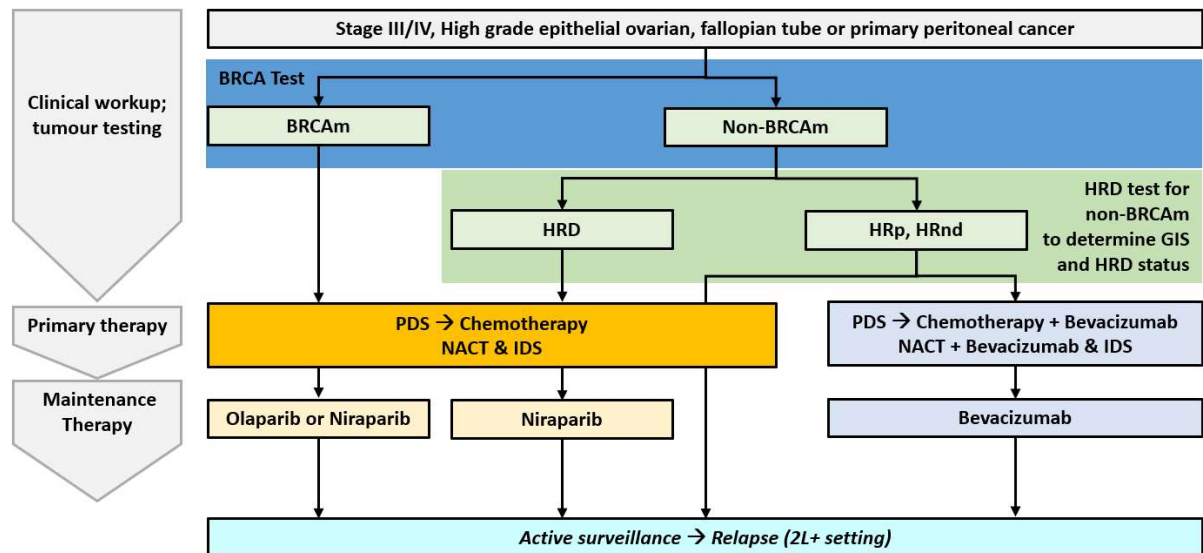 Stage III/IV, High grade epithelial ovarian, fallopian tube or primary peritoneal cancer
Clinical workup;
tumour testing
BRCA Test
BRCAm
Non-BRCAm
HRD test for
non-BRCAm
to determine GIS
and HRD status
HRD
HRp, HRnd
Primary therapy
PDS → Chemotherapy
NACT & IDS
PDS → Chemotherapy + Bevacizumab
NACT + Bevacizumab & IDS
Maintenance
Therapy
Olaparib or Niraparib
Niraparib
Bevacizumab
Active surveillance → Relapse (2L+ setting)